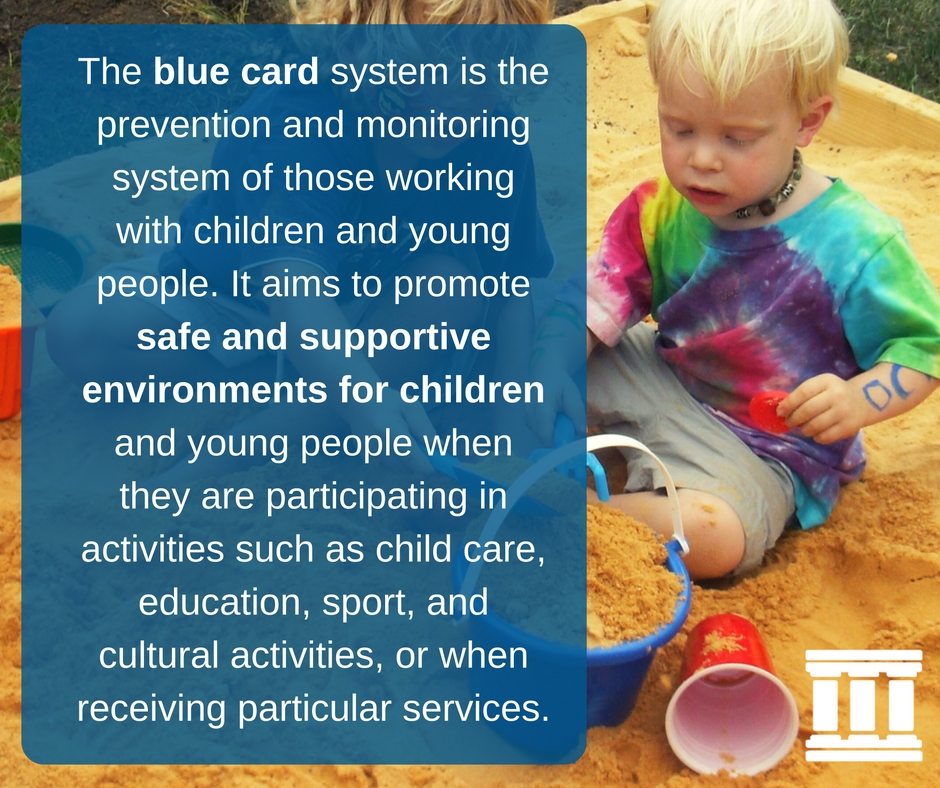 The blue card system is the
prevention and monitoring
system of those working
with children and young
people. It aims to promote
safe and supportive
environments for children
and young people when
they are participating in
activities such as child care,
education, sport, and
cultural activities, or when
receiving particular services.